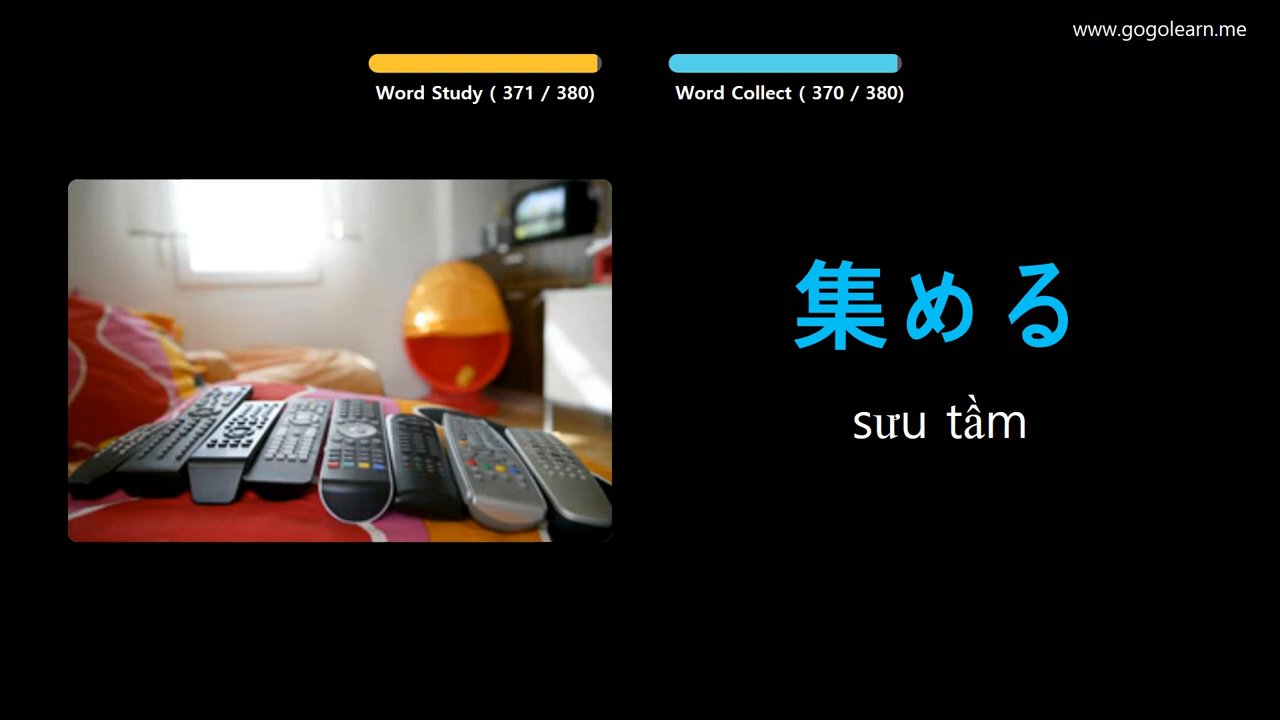 www.gogolearn.me
Word Study ( 371 / 380)
Word Collect ( 370 / 380)
集める
sưu tầm